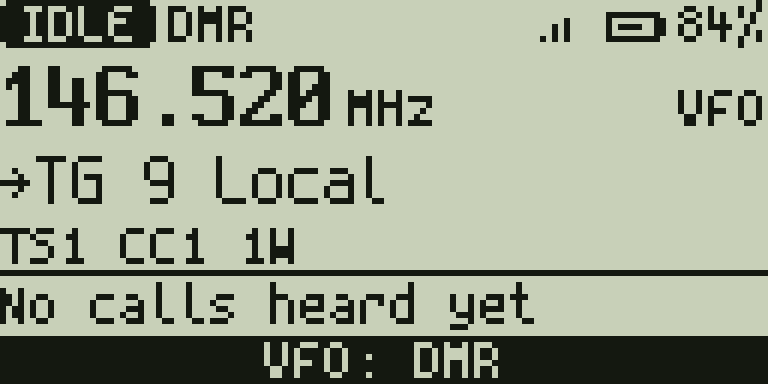 IDLE DMR 84%
146.520 MHz VFO
→TG 9 Local
TS1 CC1 1W
No calls heard yet
VFO: DMR